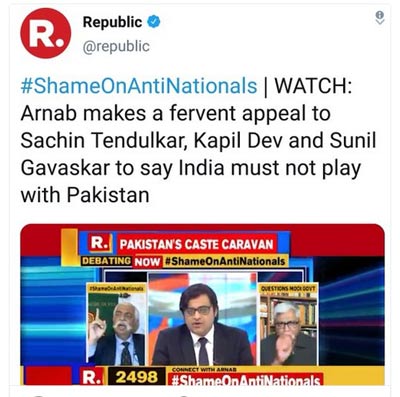 R.
Republic
@republic
#ShameOnAntiNationals | WATCH:
Arnab makes a fervent appeal to
Sachin Tendulkar, Kapil Dev and Sunil
Gavaskar to say India must not play
with Pakistan
R. PAKISTAN'S CASTE CARAVAN
DEBATING NOW #ShameOnAntiNationals
#ShameOnAntiNationals
QUESTIONS MODI GOVT
CONNECT WITH ARNAB
R. 2498 #ShameOnAntiNationals